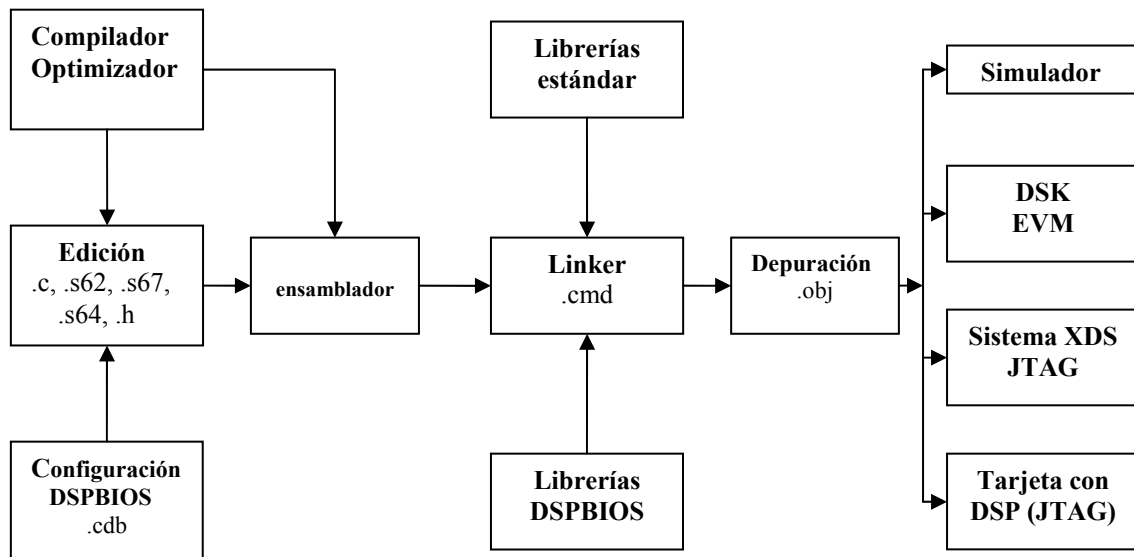 Compilador
Optimizador
Librerías
estándar
Simulador
DSK
EVM
Edición
.c, .s62, .s67,
.s64, .h
ensamblador
Linker
.cmd
Depuración
.obj
Sistema XDS
JTAG
Configuración
DSPBIOS
.cdb
Librerías
DSPBIOS
Tarjeta con
DSP (JTAG)